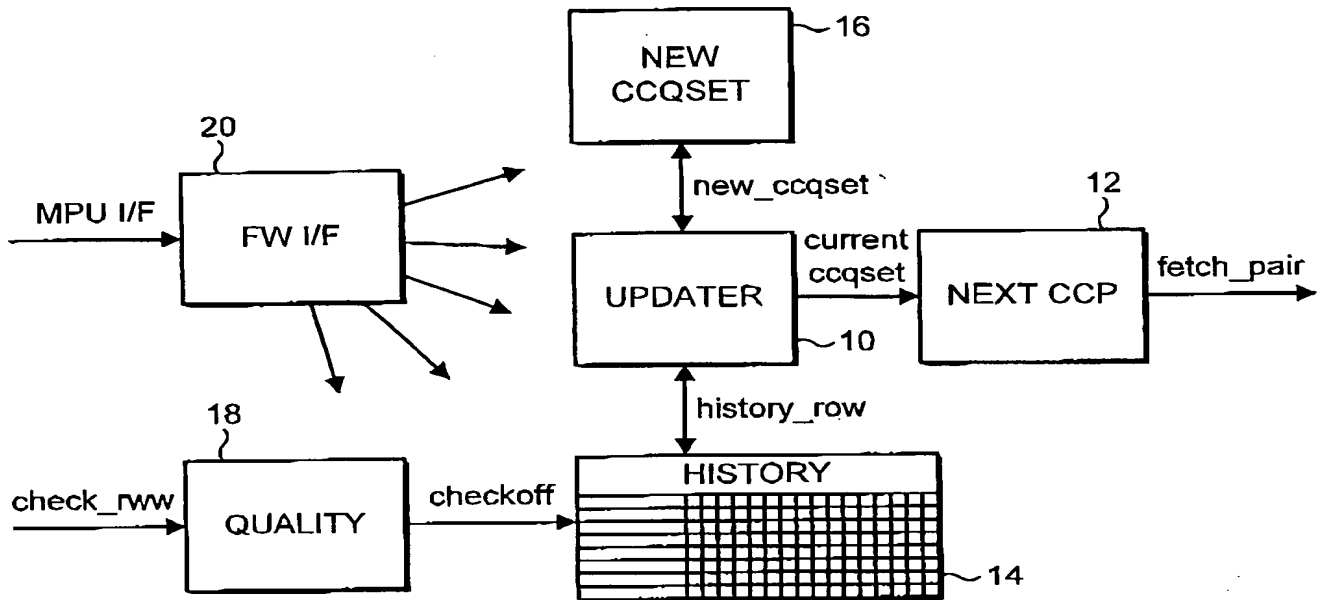 NEW
CCQSET
16
20
MPU I/F
FW I/F
new_ccqset
12
UPDATER
10
current
ccqset
NEXT CCP
fetch_pair
history_row
18
check_rww
QUALITY
checkoff
HISTORY
14